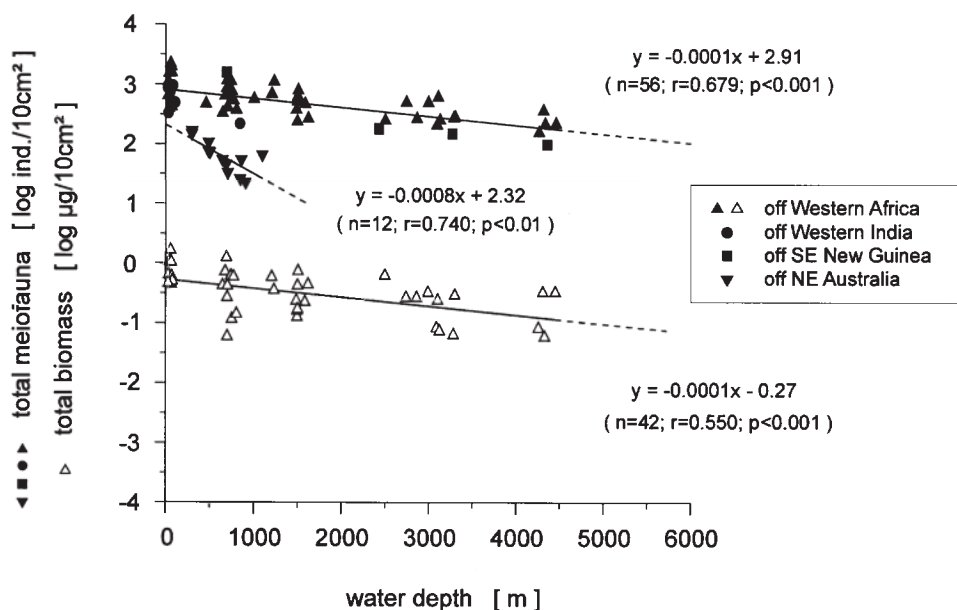 4
3
2
1
0
-1
-2
-3
-4
0 1000 2000 3000 4000 5000 6000
water depth [ m ]
total meiofauna [ log ind./10cm² ]
total biomass [ log µg/10cm² ]
y = -0.0001x + 2.91
( n=56; r=0.679; p<0.001 )
y = -0.0008x + 2.32
( n=12; r=0.740; p<0.01 )
off Western Africa
off Western India
off SE New Guinea
off NE Australia
y = -0.0001x - 0.27
( n=42; r=0.550; p<0.001 )